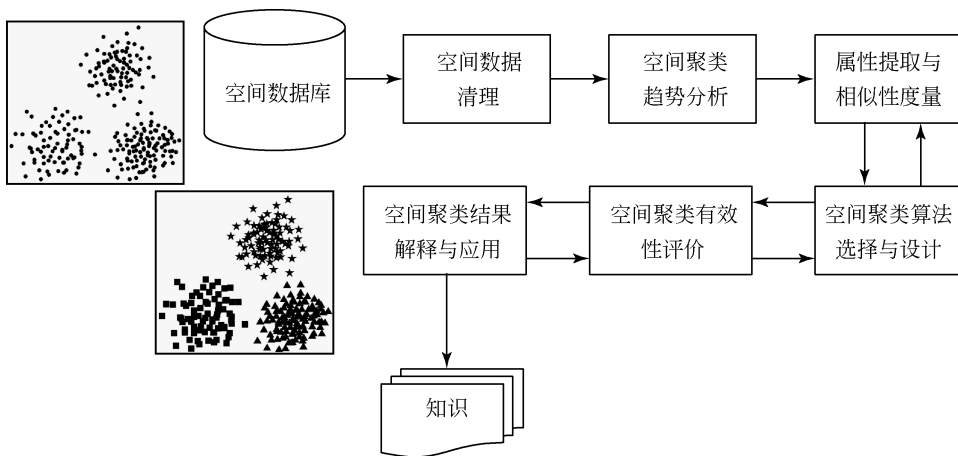 空间数据库
空间数据
清理
空间聚类
趋势分析
属性提取与
相似性度量
空间聚类结果
解释与应用
空间聚类有效
性评价
空间聚类算法
选择与设计
知识